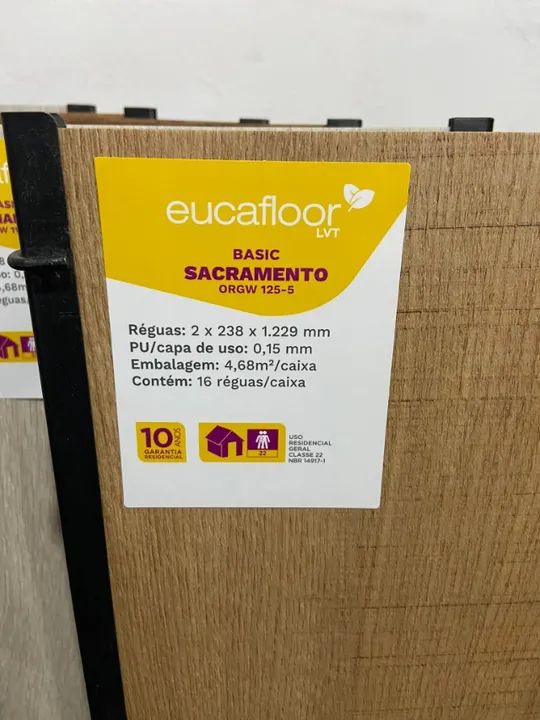 eucafloor
LVT
BASIC
SACRAMENTO
ORGW 125-5
Réguas: 2 x 238 x 1.229 mm
PU/capa de uso: 0,15 mm
Embalagem: 4,68m²/caixa
Contém: 16 réguas/caixa
10 ANOS
GARANTIA
RESIDENCIAL
22
USO
RESIDENCIAL
GERAL
CLASSE 22
NBR 14917-1